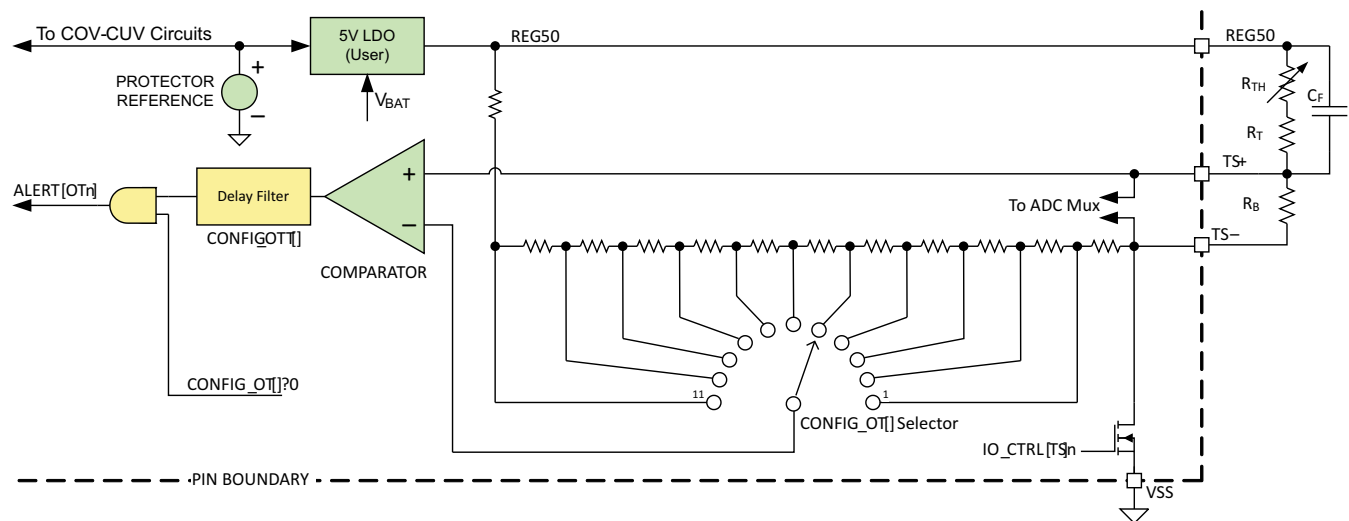 To COV-CUV Circuits
5V LDO
(User)
REG50
REG50
PROTECTOR
REFERENCE
+
−
VBAT
RTH
CF
RT
ALERT[OTn]
Delay Filter
CONFIGOTT[]
+
−
COMPARATOR
TS+
To ADC Mux
RB
TS−
CONFIG_OT[]?0
11
1
CONFIG_OT[] Selector
IO_CTRL[TS]n
PIN BOUNDARY
VSS